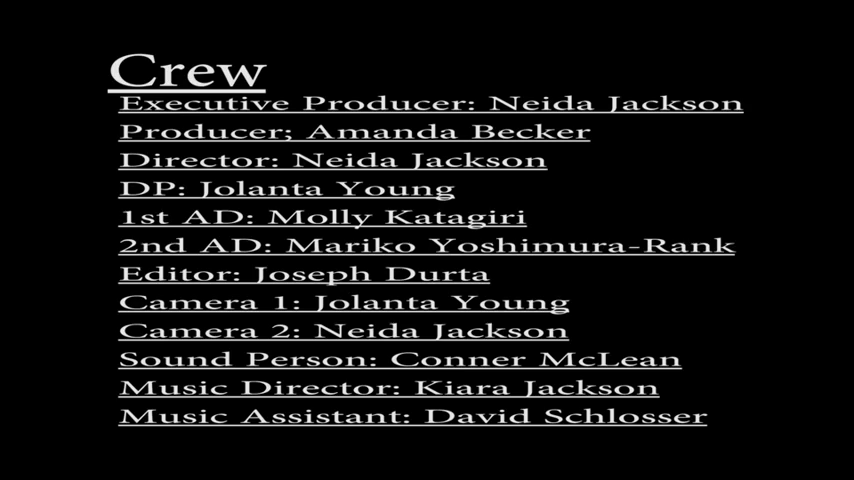 Crew
Executive Producer: Neida Jackson
Producer; Amanda Becker
Director: Neida Jackson
DP: Jolanta Young
1st AD: Molly Katagiri
2nd AD: Mariko Yoshimura-Rank
Editor: Joseph Durta
Camera 1: Jolanta Young
Camera 2: Neida Jackson
Sound Person: Conner McLean
Music Director: Kiara Jackson
Music Assistant: David Schlosser